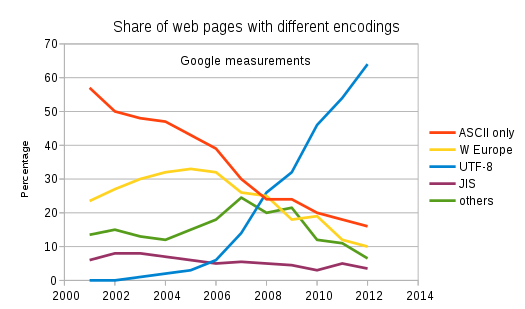 Share of web pages with different encodings
Google measurements
Percentage
70
60
50
40
30
20
10
0
2000 2002 2004 2006 2008 2010 2012 2014
ASCII only
W Europe
UTF-8
JIS
others